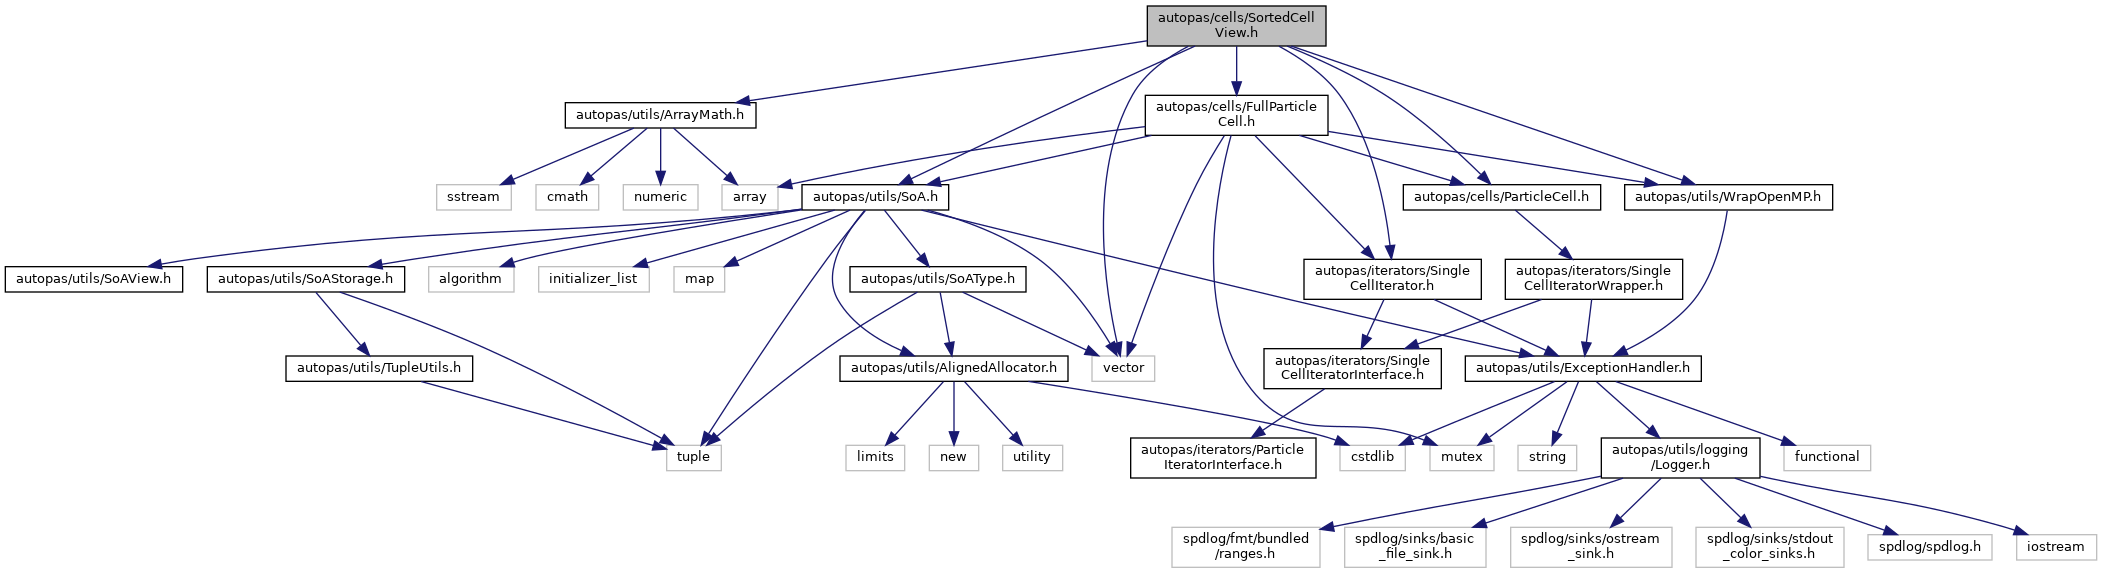 autopas/cells/SortedCell
View.h
autopas/utils/ArrayMath.h
autopas/cells/FullParticle
Cell.h
sstream
cmath
numeric
array
autopas/utils/SoA.h
autopas/cells/ParticleCell.h
autopas/utils/WrapOpenMP.h
autopas/utils/SoAView.h
autopas/utils/SoAStorage.h
algorithm
initializer_list
map
autopas/utils/SoAType.h
autopas/iterators/Single
CellIterator.h
autopas/iterators/Single
CellIteratorWrapper.h
autopas/utils/TupleUtils.h
autopas/utils/AlignedAllocator.h
vector
autopas/iterators/Single
CellIteratorInterface.h
autopas/utils/ExceptionHandler.h
tuple
limits
new
utility
autopas/iterators/Particle
IteratorInterface.h
cstdlib
mutex
string
autopas/utils/logging
/Logger.h
functional
spdlog/fmt/bundled
/ranges.h
spdlog/sinks/basic
_file_sink.h
spdlog/sinks/ostream
_sink.h
spdlog/sinks/stdout
_color_sinks.h
spdlog/spdlog.h
iostream